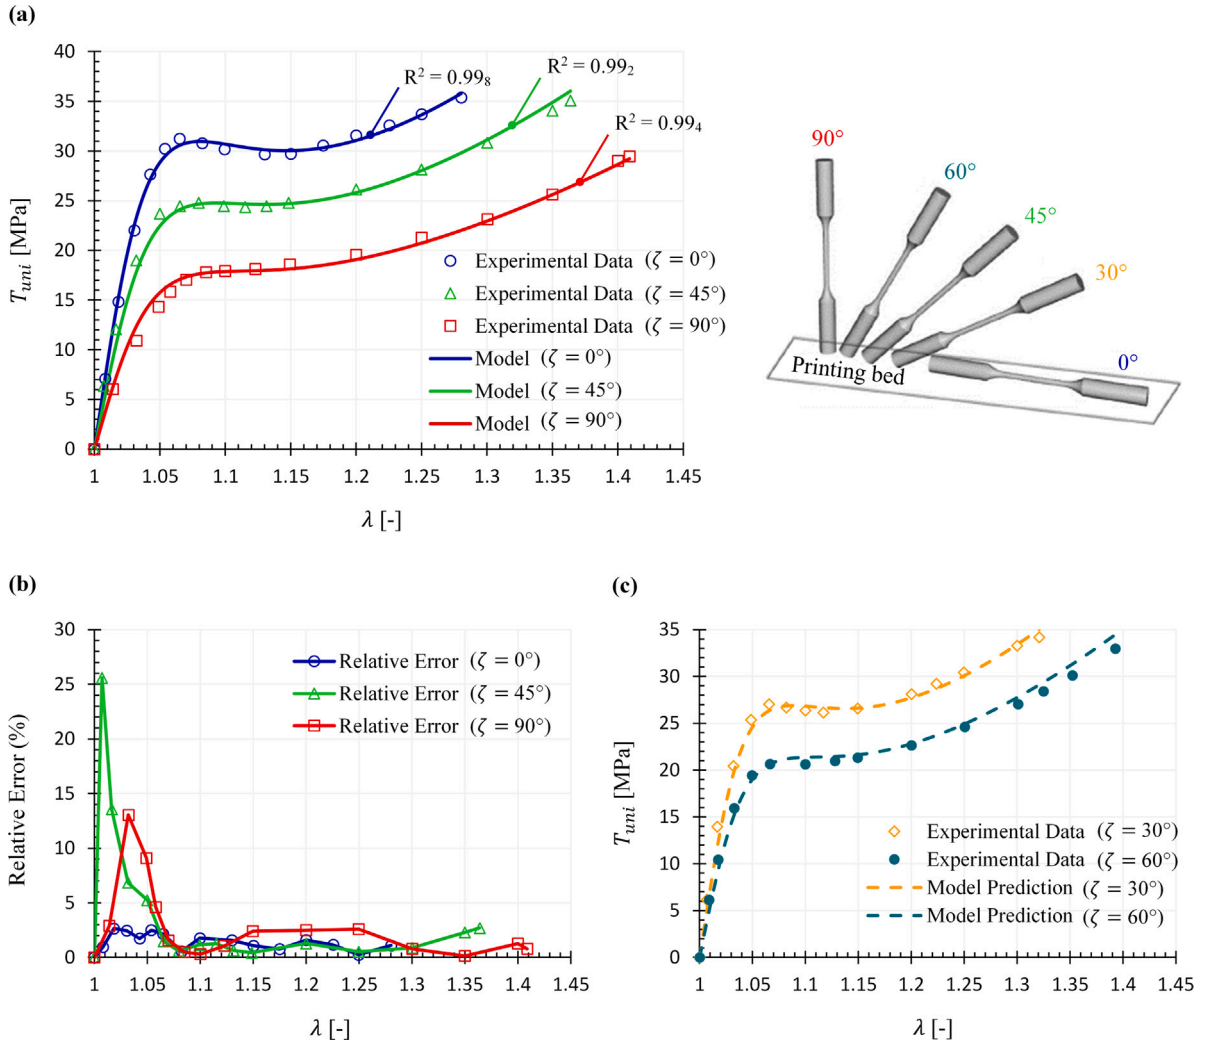 (a)
40
35
30
25
20
15
10
5
0
T_uni [MPa]
R² = 0.99₈
R² = 0.99₂
R² = 0.99₄
Experimental Data (ζ = 0°)
Experimental Data (ζ = 45°)
Experimental Data (ζ = 90°)
Model (ζ = 0°)
Model (ζ = 45°)
Model (ζ = 90°)
1 1.05 1.1 1.15 1.2 1.25 1.3 1.35 1.4 1.45
λ [-]
90°
60°
45°
30°
0°
Printing bed
(b)
30
25
20
15
10
5
0
Relative Error (%)
Relative Error (ζ = 0°)
Relative Error (ζ = 45°)
Relative Error (ζ = 90°)
1 1.05 1.1 1.15 1.2 1.25 1.3 1.35 1.4 1.45
λ [-]
(c)
35
30
25
20
15
10
5
0
T_uni [MPa]
Experimental Data (ζ = 30°)
Experimental Data (ζ = 60°)
Model Prediction (ζ = 30°)
Model Prediction (ζ = 60°)
1 1.05 1.1 1.15 1.2 1.25 1.3 1.35 1.4 1.45
λ [-]